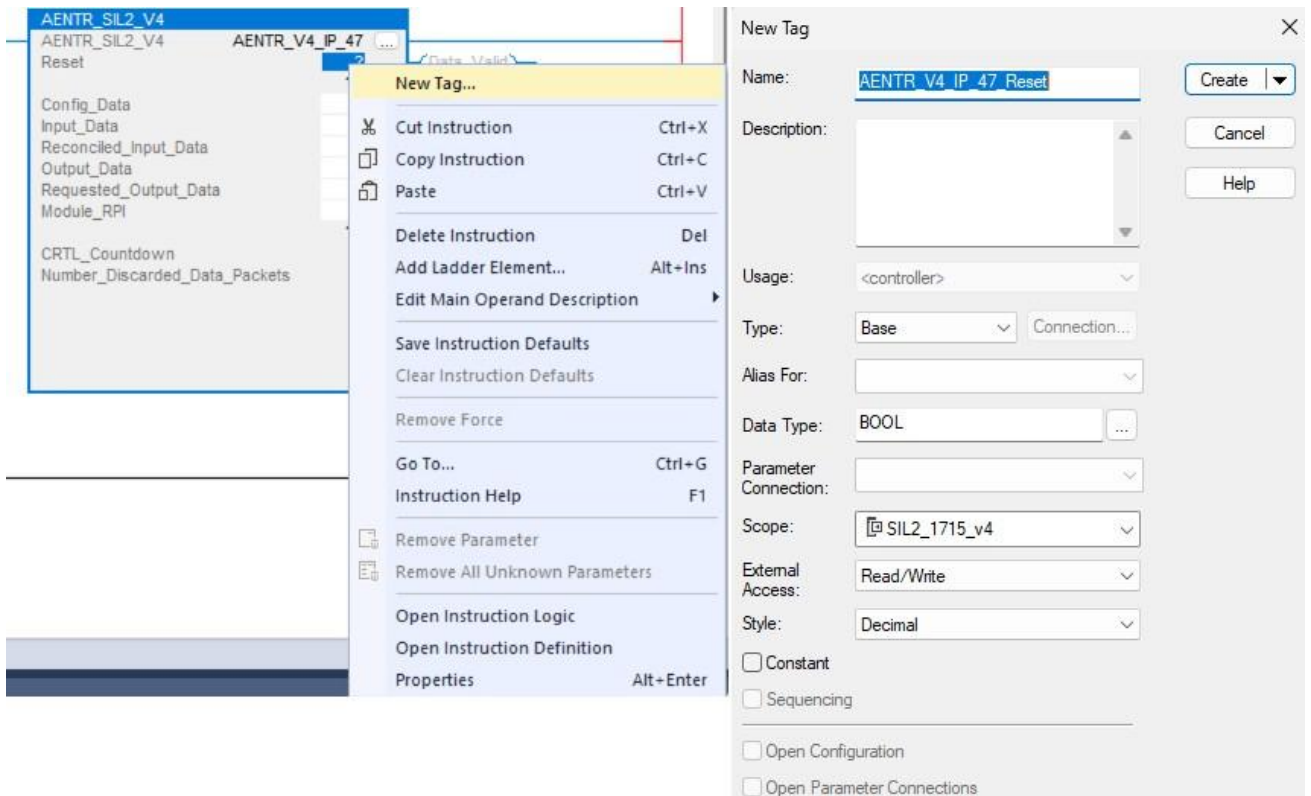 AENTR_SIL2_V4
AENTR_SIL2_V4 AENTR_V4_IP_47 ...
Reset ?
Data_Valid
Config_Data
Input_Data
Reconciled_Input_Data
Output_Data
Requested_Output_Data
Module_RPI
CRTL_Countdown
Number_Discarded_Data_Packets
New Tag...
Cut Instruction Ctrl+X
Copy Instruction Ctrl+C
Paste Ctrl+V
Delete Instruction Del
Add Ladder Element... Alt+Ins
Edit Main Operand Description
Save Instruction Defaults
Clear Instruction Defaults
Remove Force
Go To... Ctrl+G
Instruction Help F1
Remove Parameter
Remove All Unknown Parameters
Open Instruction Logic
Open Instruction Definition
Properties Alt+Enter
New Tag
Name: AENTR_V4_IP_47_Reset Create
Description: Cancel
Help
Usage: <controller>
Type: Base Connection...
Alias For:
Data Type: BOOL ...
Parameter
Connection:
Scope: SIL2_1715_v4
External
Access: Read/Write
Style: Decimal
Constant
Sequencing
Open Configuration
Open Parameter Connections